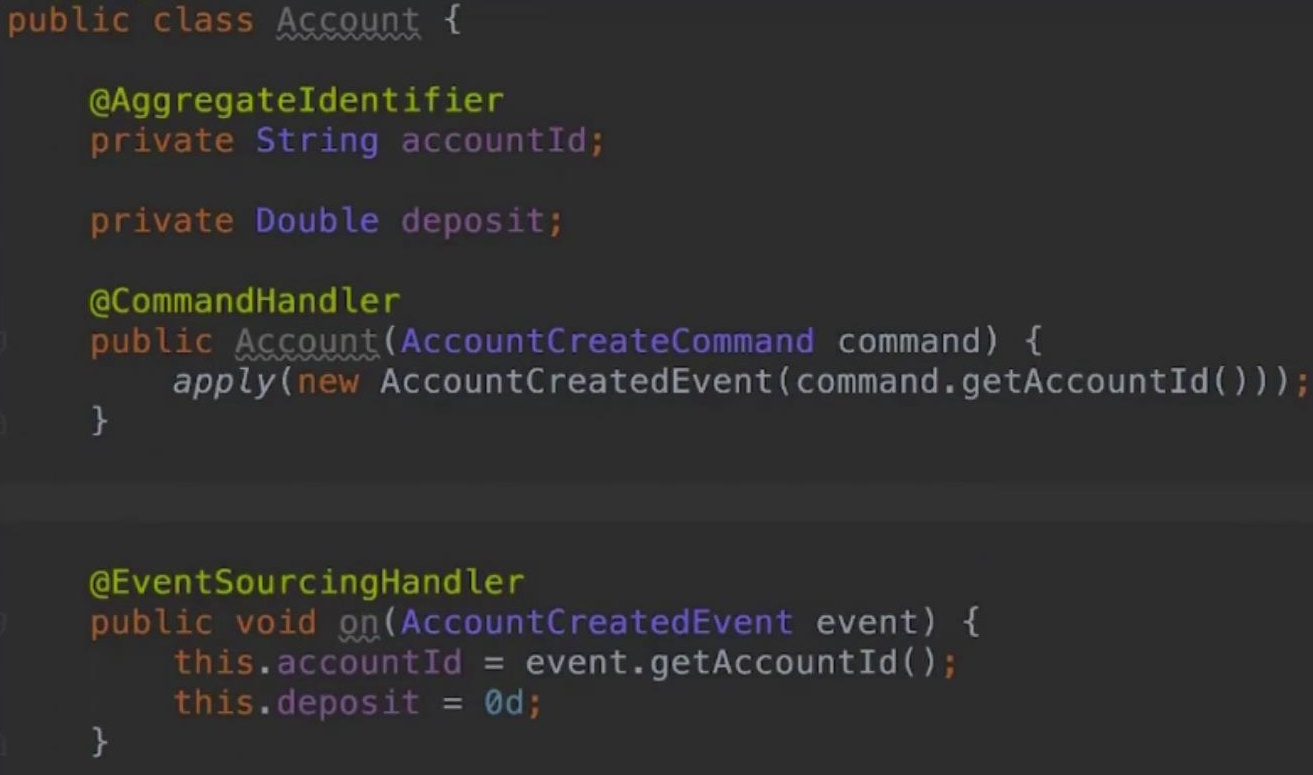 public class Account {
@AggregateIdentifier
private String accountId;
private Double deposit;
@CommandHandler
public Account(AccountCreateCommand command) {
apply(new AccountCreatedEvent(command.getAccountId()));
}
@EventSourcingHandler
public void on(AccountCreatedEvent event) {
this.accountId = event.getAccountId();
this.deposit = 0d;
}